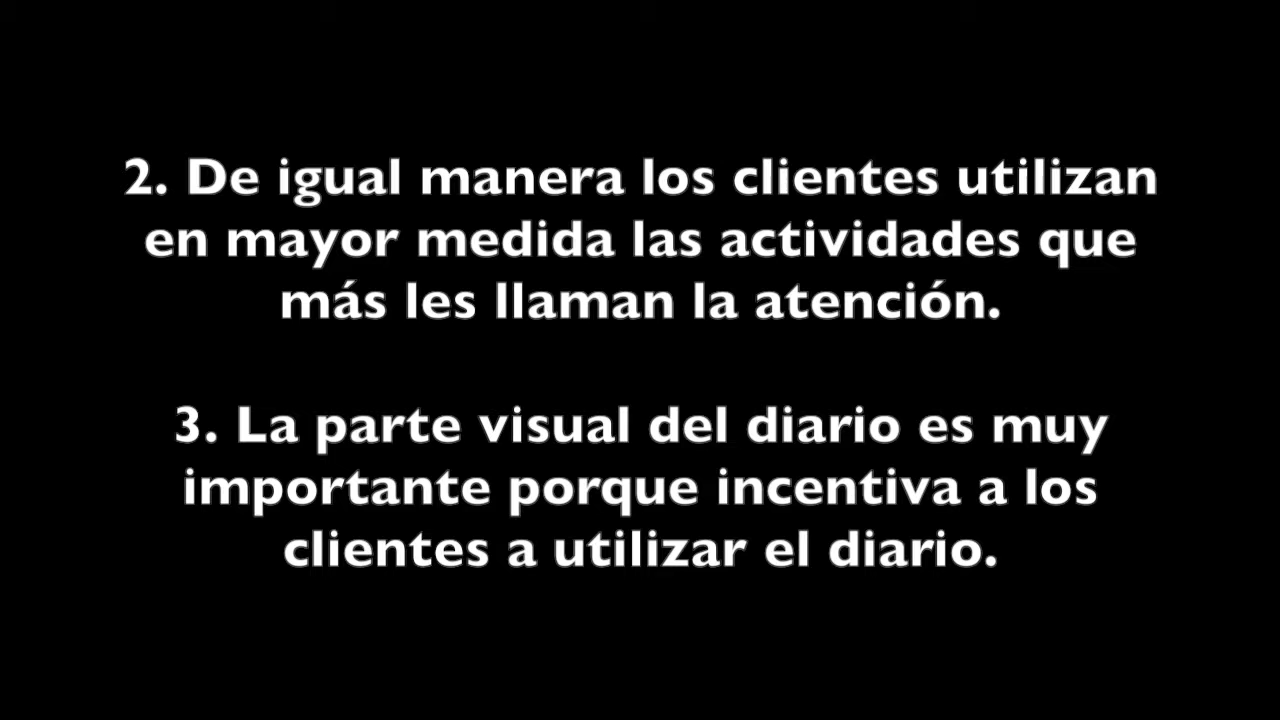 2. De igual manera los clientes utilizan
en mayor medida las actividades que
más les llaman la atención.
3. La parte visual del diario es muy
importante porque incentiva a los
clientes a utilizar el diario.